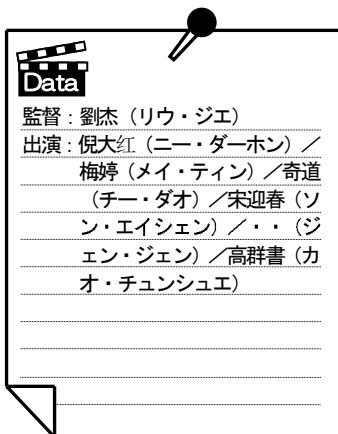 Data
監督：劉杰（リウ・ジエ）
出演：倪大红（ニー・ダーホン）／
梅婷（メイ・ティン）／奇道
（チー・ダオ）／宋迎春（ソ
ン・エイシェン）／・・（ジ
ェン・ジェン）／高群書（カ
オ・チュンシュエ）